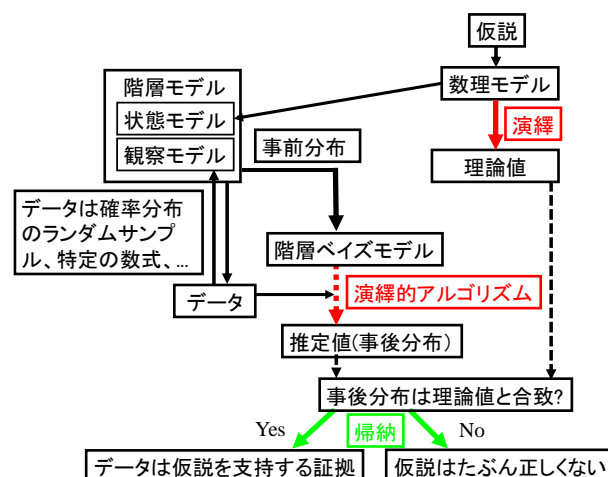 仮説
数理モデル
階層モデル
状態モデル
観察モデル
演繹
事前分布
理論値
データは確率分布
のランダムサンプ
ル、特定の数式、...
階層ベイズモデル
データ
演繹的アルゴリズム
推定値(事後分布)
事後分布は理論値と合致?
Yes
帰納
No
データは仮説を支持する証拠
仮説はたぶん正しくない